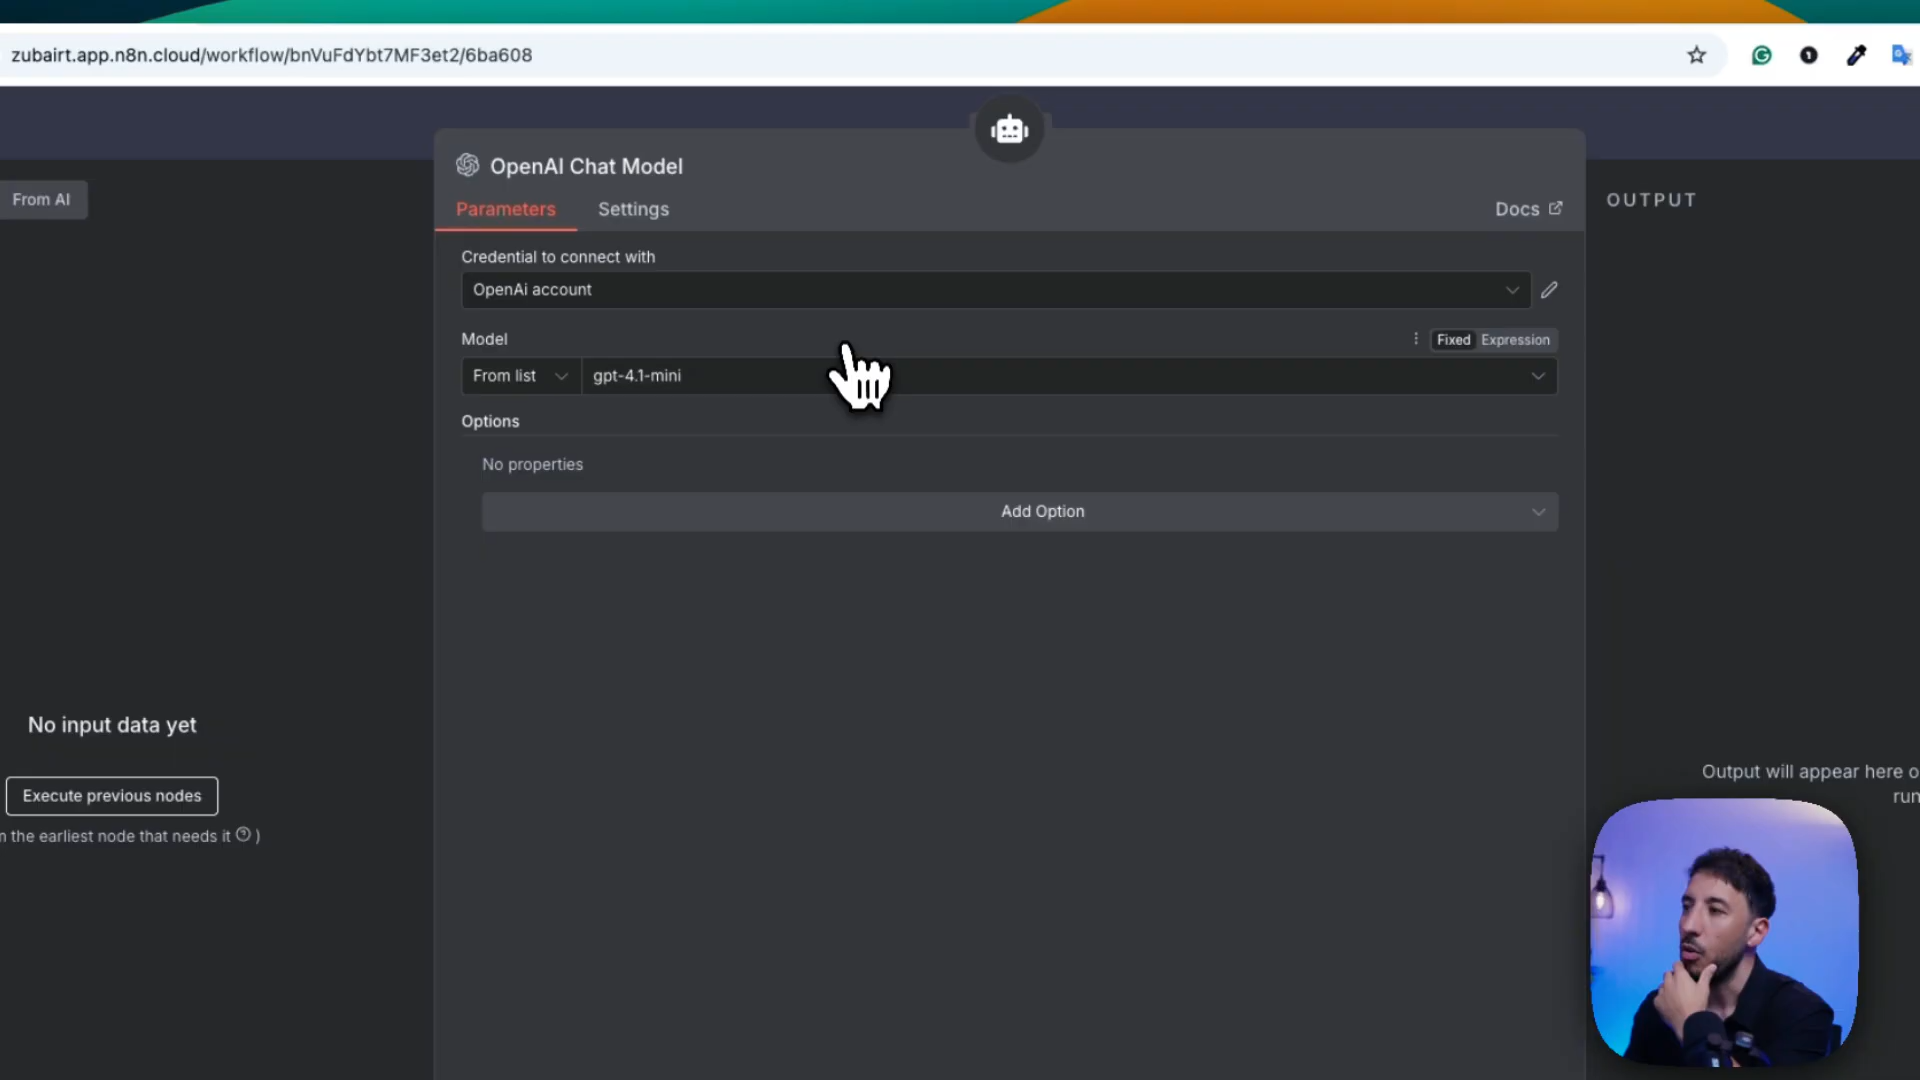 zubairt.app.n8n.cloud/workflow/bnVuFdYbt7MF3et2/6ba608
OpenAI Chat Model
From AI
Parameters
Settings
Docs
OUTPUT
Credential to connect with
OpenAi account
Model
Fixed
Expression
From list
gpt-4.1-mini
Options
No properties
Add Option
No input data yet
Execute previous nodes
the earliest node that needs it ? )
Output will appear here
run